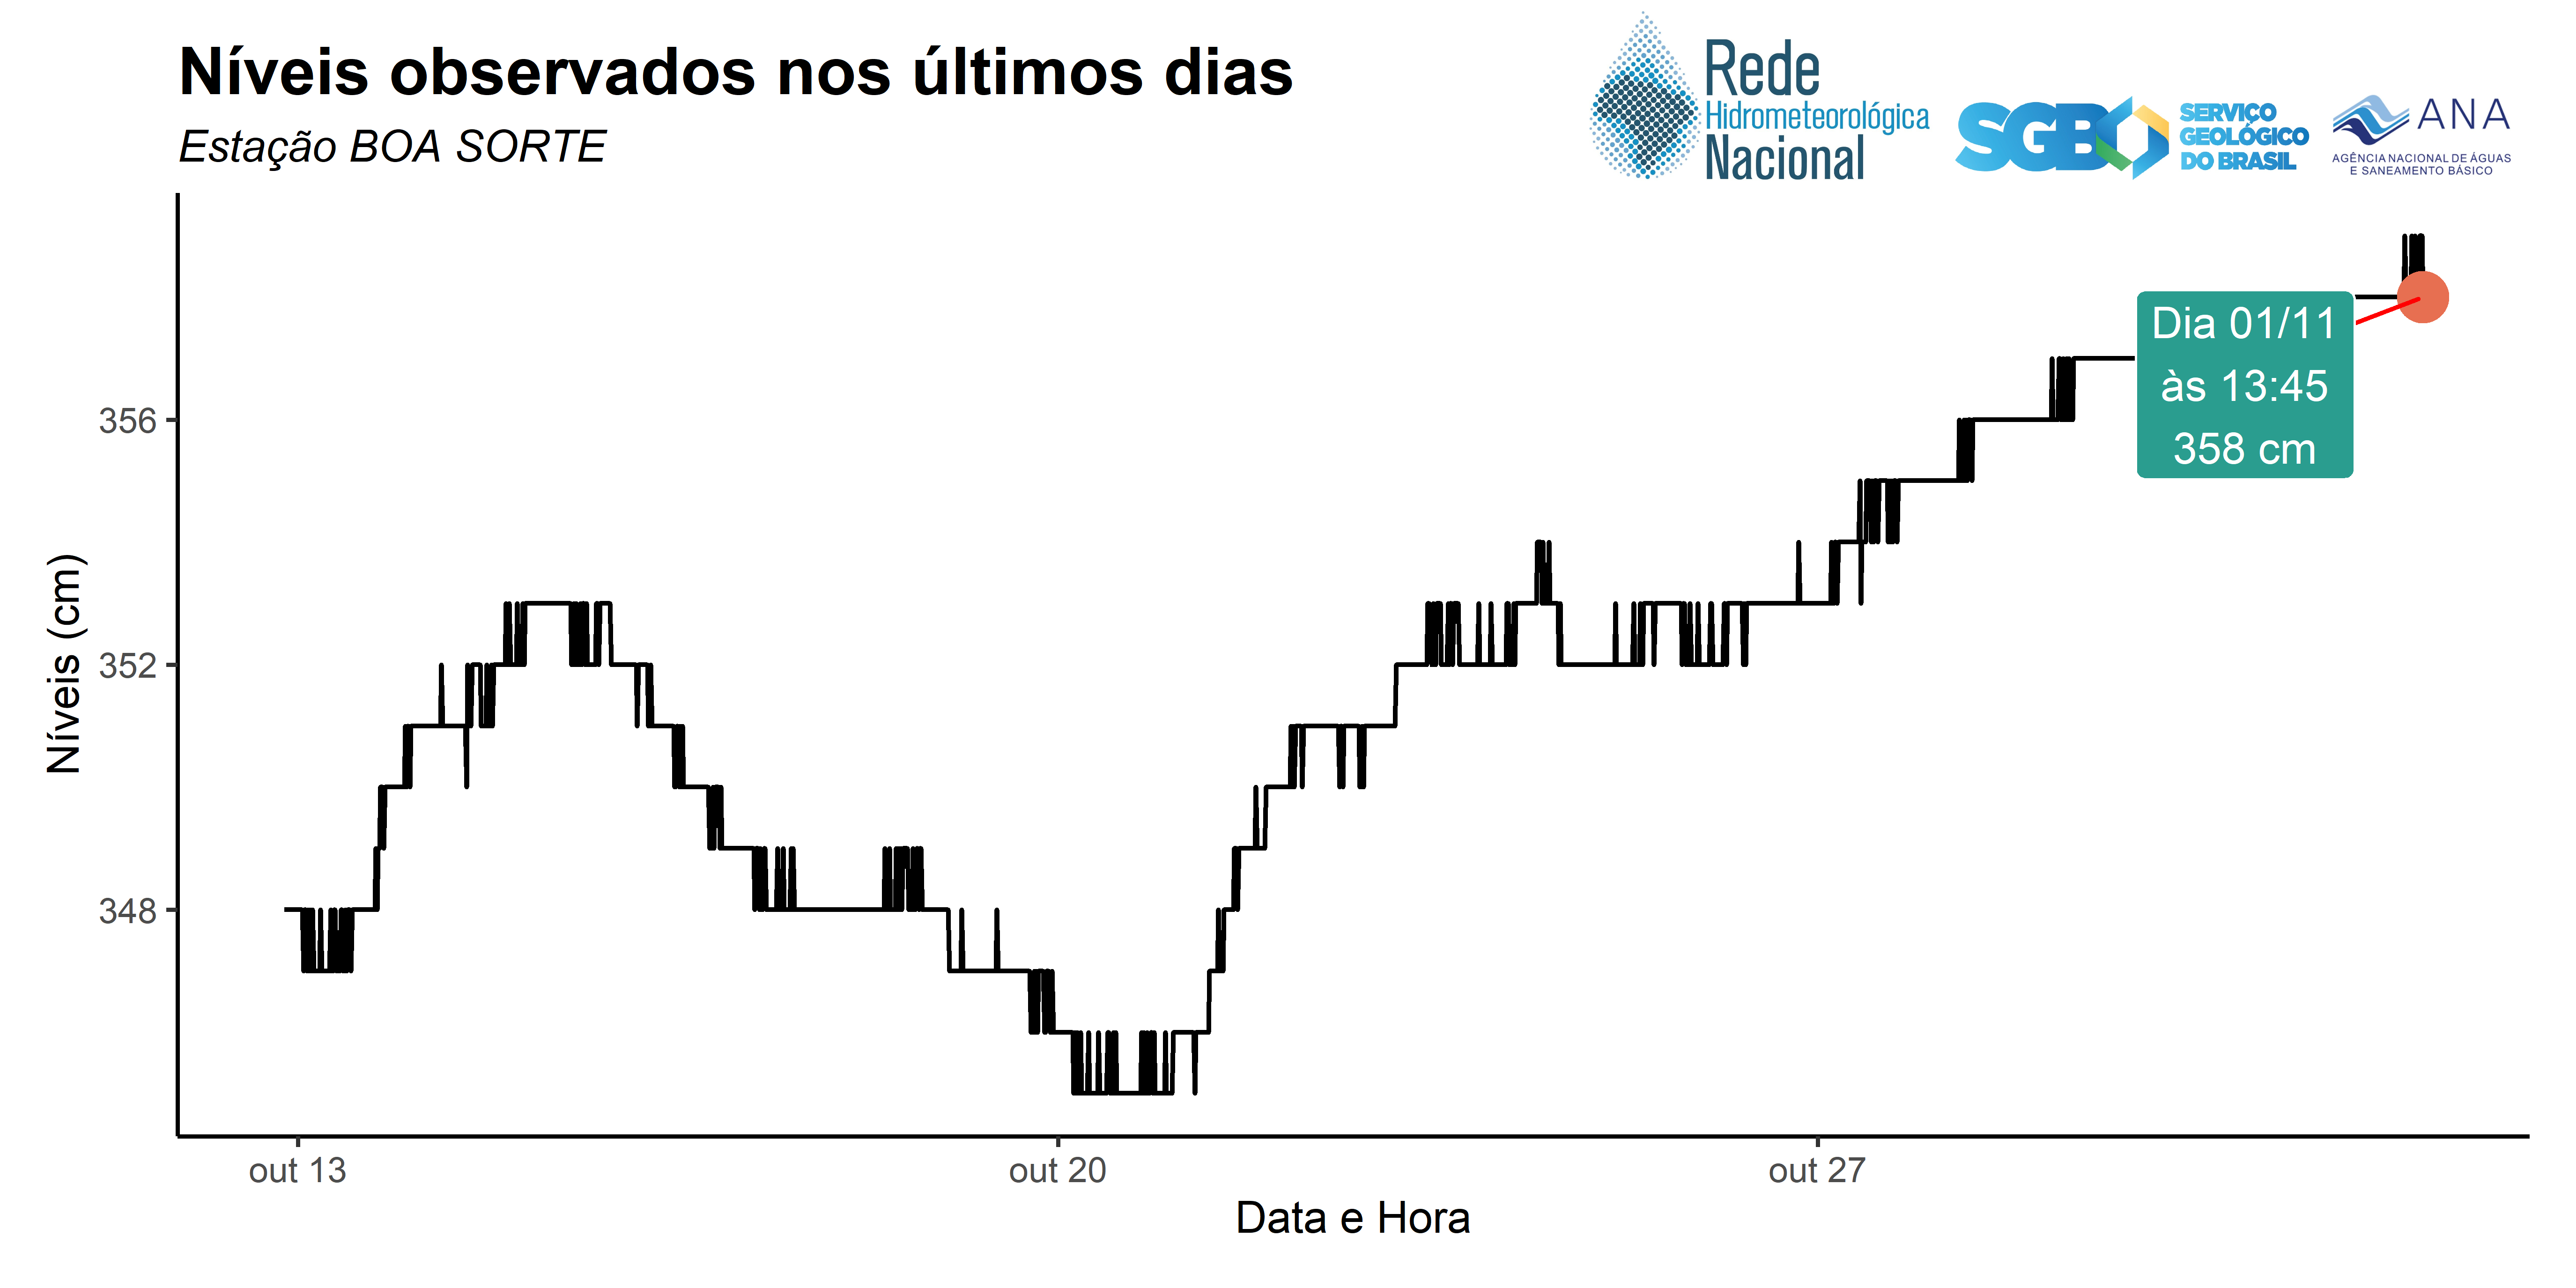 Níveis observados nos últimos dias
Estação BOA SORTE
Rede
Hidrometeorológica
Nacional
SGB
SERVIÇO
GEOLÓGICO
DO BRASIL
ANA
AGÊNCIA NACIONAL DE ÁGUAS
E SANEAMENTO BÁSICO
Dia 01/11
às 13:45
358 cm
356
352
348
Níveis (cm)
out 13
out 20
out 27
Data e Hora